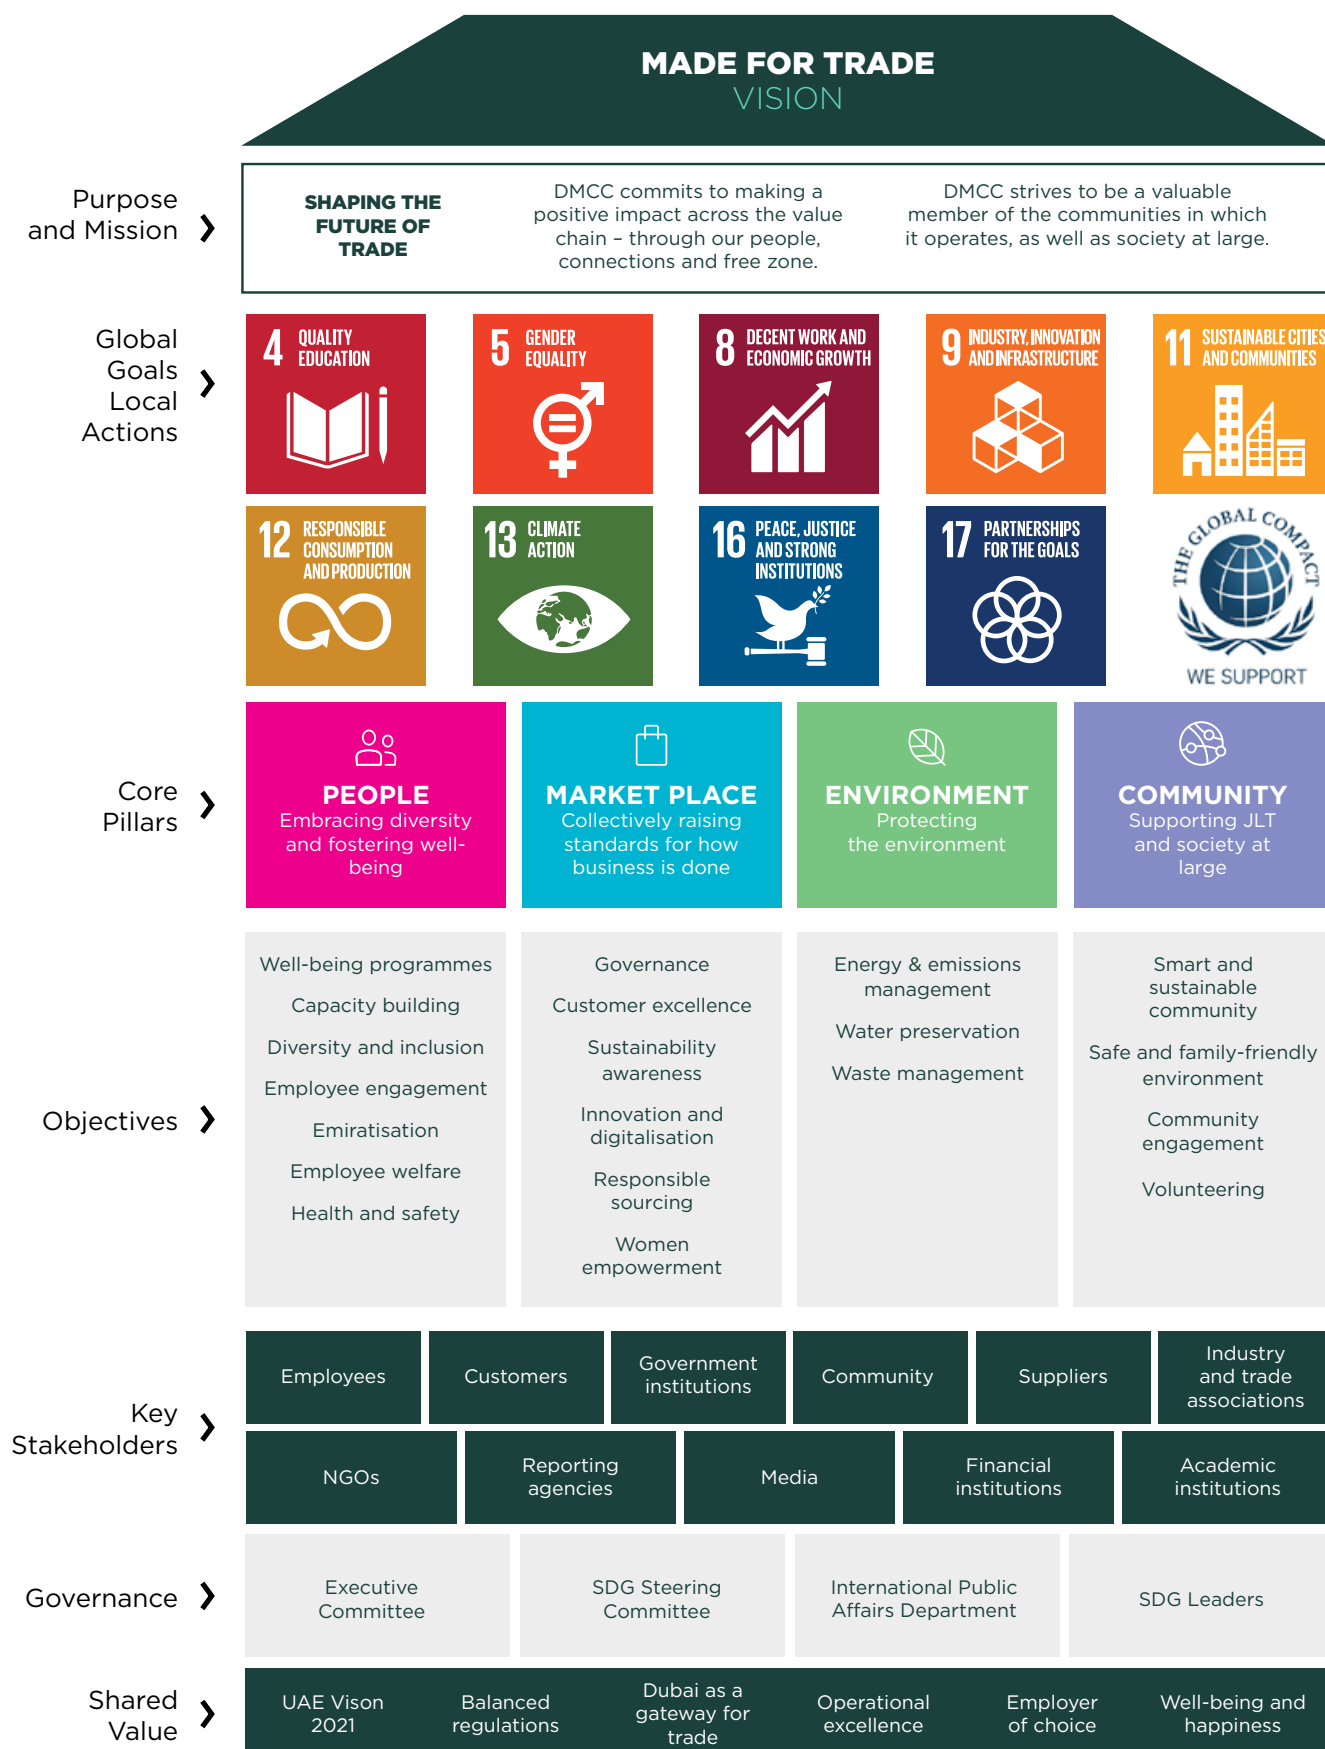 MADE FOR TRADE
VISION
Purpose
and Mission
SHAPING THE
FUTURE OF
TRADE
DMCC commits to making a
positive impact across the value
chain – through our people,
connections and free zone.
DMCC strives to be a valuable
member of the communities in which
it operates, as well as society at large.
Global
Goals
Local
Actions
4 QUALITY
EDUCATION
5 GENDER
EQUALITY
8 DECENT WORK AND
ECONOMIC GROWTH
9 INDUSTRY, INNOVATION
AND INFRASTRUCTURE
11 SUSTAINABLE CITIES
AND COMMUNITIES
12 RESPONSIBLE
CONSUMPTION
AND PRODUCTION
13 CLIMATE
ACTION
16 PEACE, JUSTICE
AND STRONG
INSTITUTIONS
17 PARTNERSHIPS
FOR THE GOALS
THE GLOBAL COMPACT
WE SUPPORT
Core
Pillars
PEOPLE
Embracing diversity
and fostering well-
being
MARKET PLACE
Collectively raising
standards for how
business is done
ENVIRONMENT
Protecting
the environment
COMMUNITY
Supporting JLT
and society at
large
Objectives
Well-being programmes
Capacity building
Diversity and inclusion
Employee engagement
Emiratisation
Employee welfare
Health and safety
Governance
Customer excellence
Sustainability
awareness
Innovation and
digitalisation
Responsible
sourcing
Women
empowerment
Energy & emissions
management
Water preservation
Waste management
Smart and
sustainable
community
Safe and family-friendly
environment
Community
engagement
Volunteering
Key
Stakeholders
Employees
Customers
Government
institutions
Community
Suppliers
Industry
and trade
associations
NGOs
Reporting
agencies
Media
Financial
institutions
Academic
institutions
Governance
Executive
Committee
SDG Steering
Committee
International Public
Affairs Department
SDG Leaders
Shared
Value
UAE Vison
2021
Balanced
regulations
Dubai as a
gateway for
trade
Operational
excellence
Employer
of choice
Well-being and
happiness